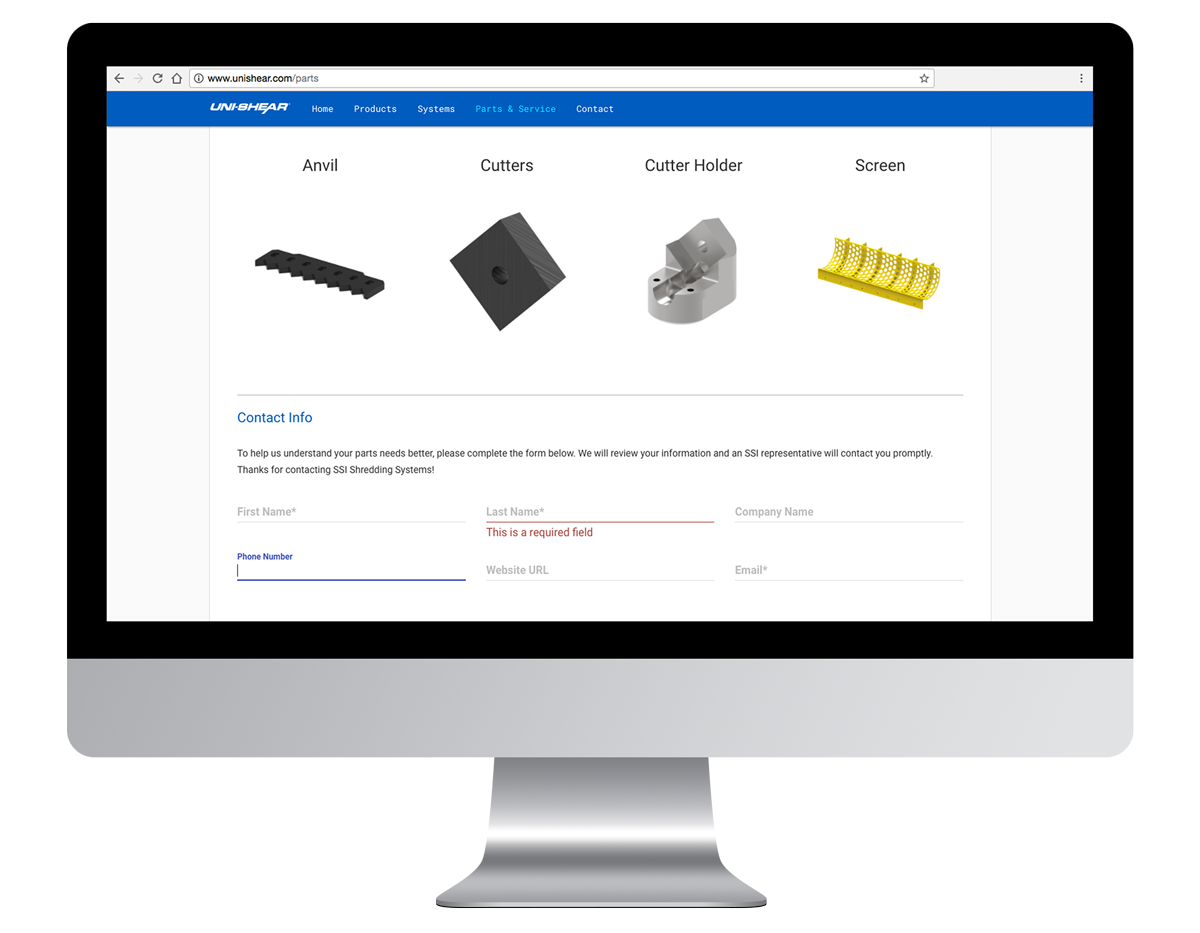 www.unishear.com/parts
UNI-SHEAR Home Products Systems Parts & Service Contact
Anvil Cutters Cutter Holder Screen
Contact Info
To help us understand your parts needs better, please complete the form below. We will review your information and an SSI representative will contact you promptly.
Thanks for contacting SSI Shredding Systems!
First Name* Last Name* Company Name
This is a required field
Phone Number
Website URL Email*